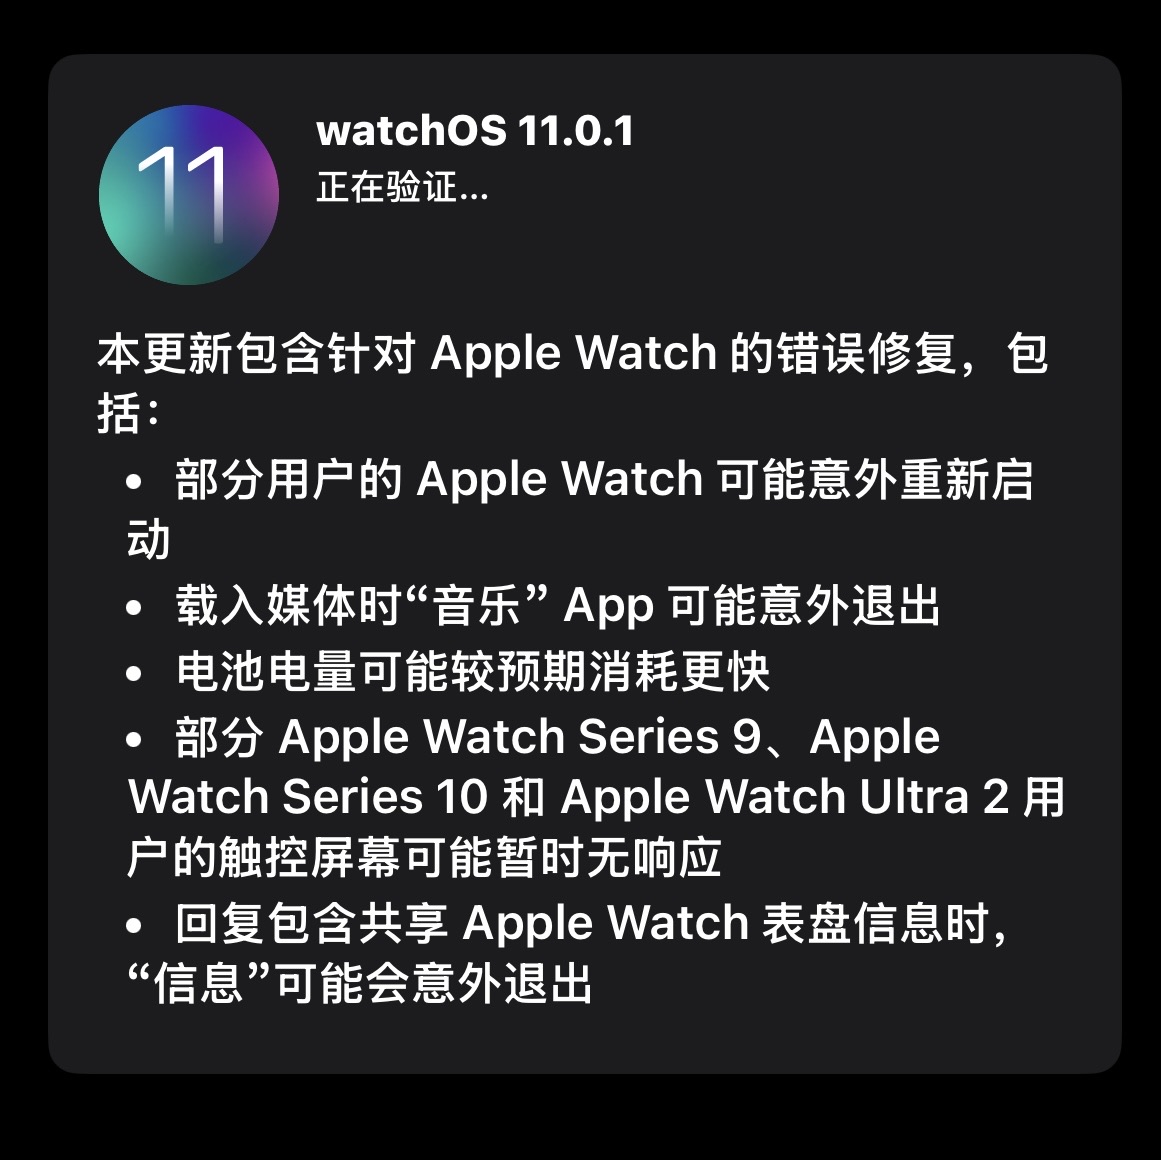 11
watchOS 11.0.1
正在验证...
本更新包含针对 Apple Watch 的错误修复，包
括：
• 部分用户的 Apple Watch 可能意外重新启
动
• 载入媒体时“音乐” App 可能意外退出
• 电池电量可能较预期消耗更快
• 部分 Apple Watch Series 9、Apple
Watch Series 10 和 Apple Watch Ultra 2 用
户的触控屏幕可能暂时无响应
• 回复包含共享 Apple Watch 表盘信息时，
“信息”可能会意外退出